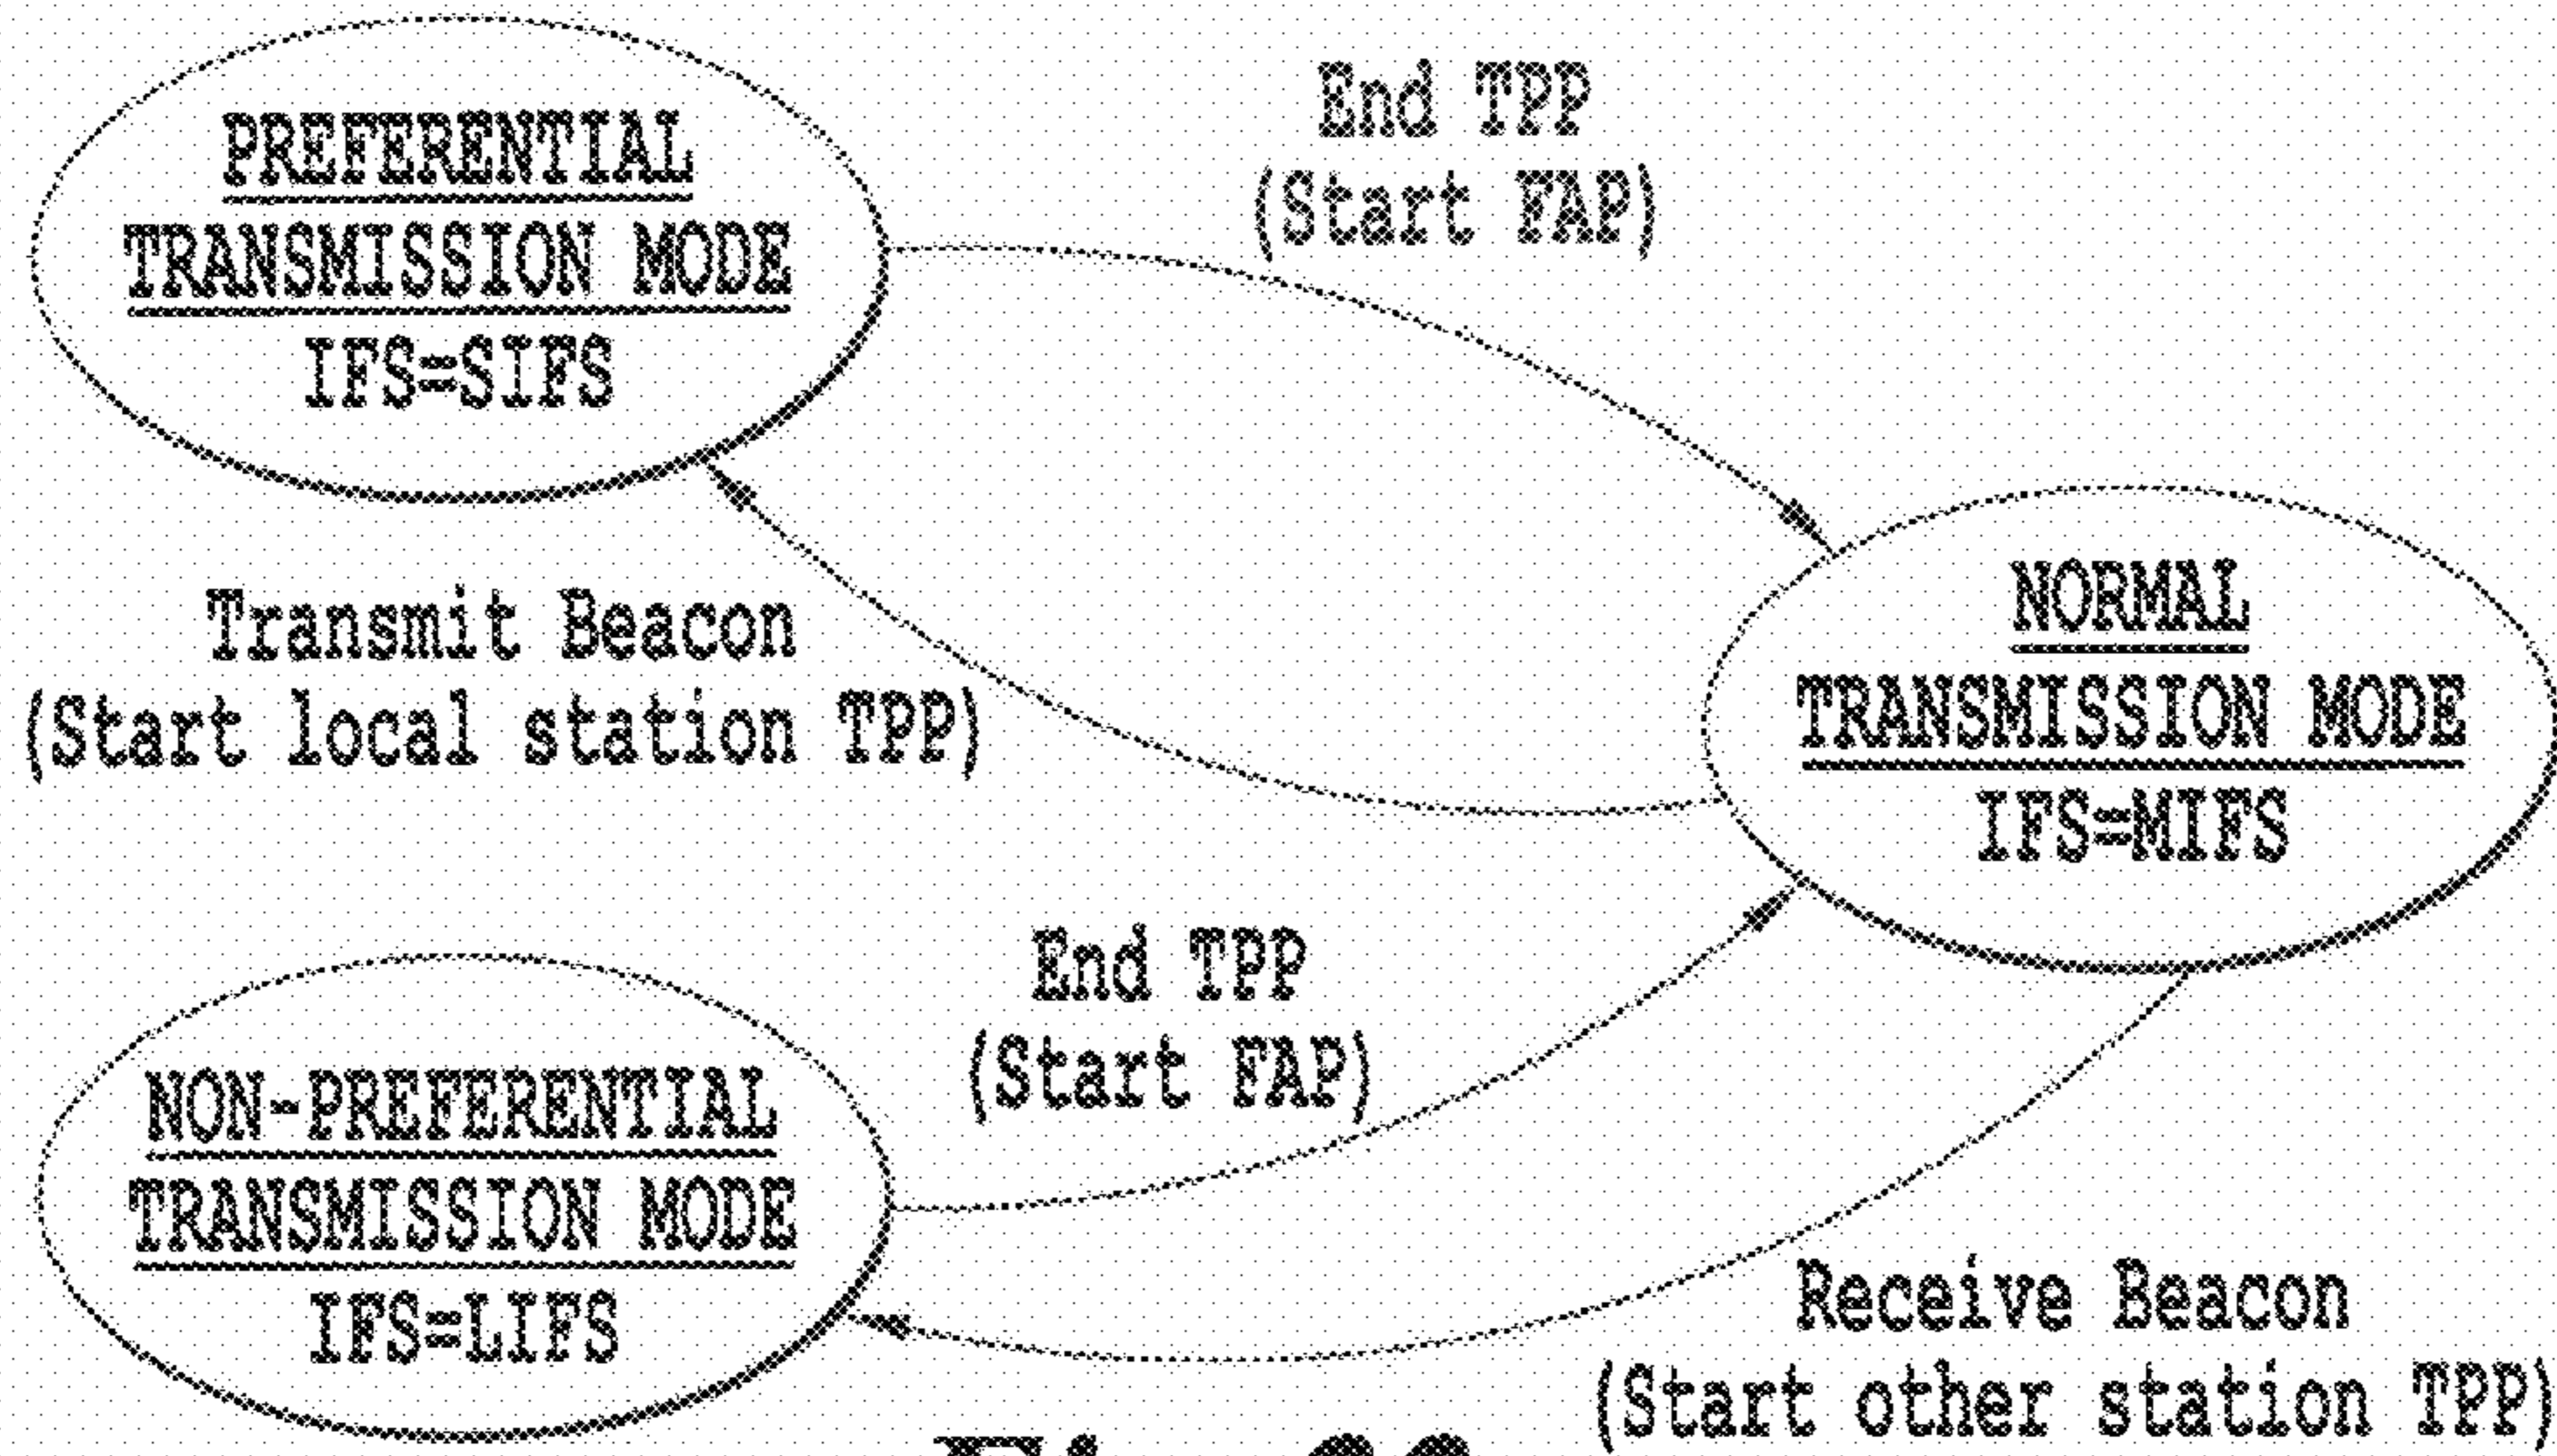 PREFERENTIAL
TRANSMISSION MODE
IFS=SIFS
End TPP
(Start FAP)
Transmit Beacon
(Start local station TPP)
NORMAL
TRANSMISSION MODE
IFS=MIFS
End TPP
(Start FAP)
NON-PREFERENTIAL
TRANSMISSION MODE
IFS=LIFS
Receive Beacon
(Start other station TPP)